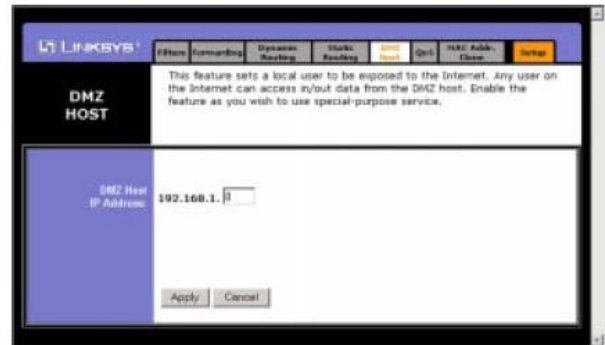 LINKSYS®
Filters Forwarding Dynamic Routing Static Routing DMZ Host QoS MAC Addr. Clone Setup
DMZ
HOST
This feature sets a local user to be exposed to the Internet. Any user on
the Internet can access in/out data from the DMZ host. Enable the
feature as you wish to use special-purpose service.
DMZ Host
IP Address:
192.168.1. 0
Apply Cancel